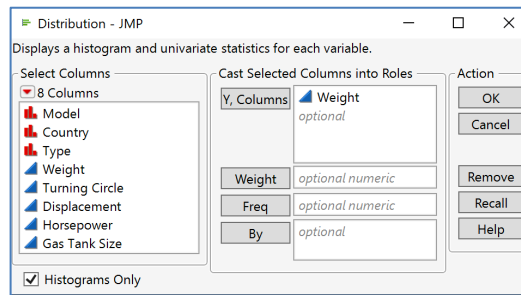 Distribution - JMP
Displays a histogram and univariate statistics for each variable.
Select Columns
8 Columns
Model
Country
Type
Weight
Turning Circle
Displacement
Horsepower
Gas Tank Size
Histograms Only
Cast Selected Columns into Roles
Y, Columns
Weight
optional
Weight
optional numeric
Freq
optional numeric
By
optional
Action
OK
Cancel
Remove
Recall
Help